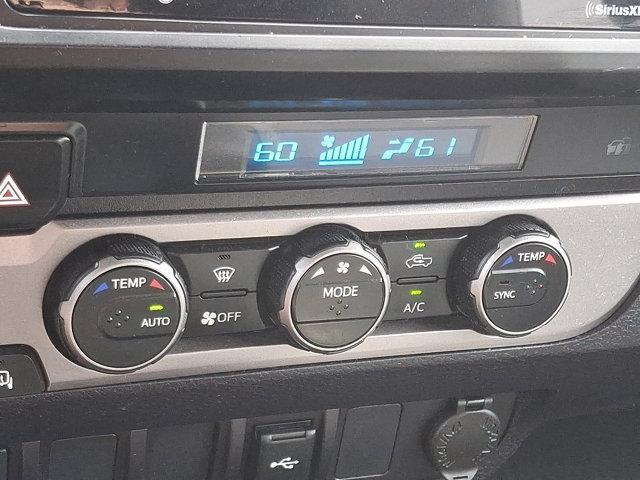 SiriusXM
60 61
TEMP
AUTO
OFF
MODE
A/C
TEMP
SYNC